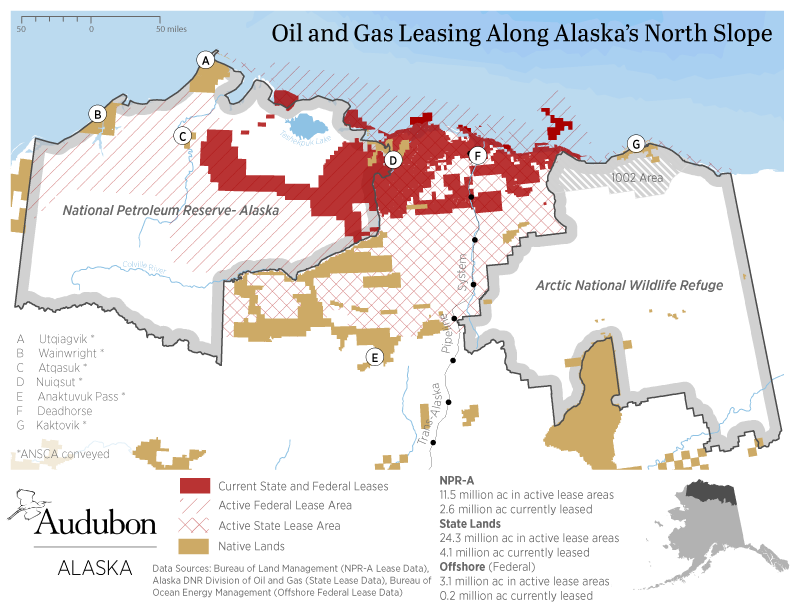 Oil and Gas Leasing Along Alaska's North Slope
50 0 50 miles
A
B
C
D
F
G
E
Teshekpuk Lake
1002 Area
National Petroleum Reserve- Alaska
Colville River
Arctic National Wildlife Refuge
Trans-Alaska Pipeline System
A Utqiagvik *
B Wainwright *
C Atqasuk *
D Nuiqsut *
E Anaktuvuk Pass *
F Deadhorse
G Kaktovik *
*ANSCA conveyed
Audubon
ALASKA
Current State and Federal Leases
Active Federal Lease Area
Active State Lease Area
Native Lands
Data Sources: Bureau of Land Management (NPR-A Lease Data),
Alaska DNR Division of Oil and Gas (State Lease Data), Bureau of
Ocean Energy Management (Offshore Federal Lease Data)
NPR-A
11.5 million ac in active lease areas
2.6 million ac currently leased
State Lands
24.3 million ac in active lease areas
4.1 million ac currently leased
Offshore (Federal)
3.1 million ac in active lease areas
0.2 million ac currently leased